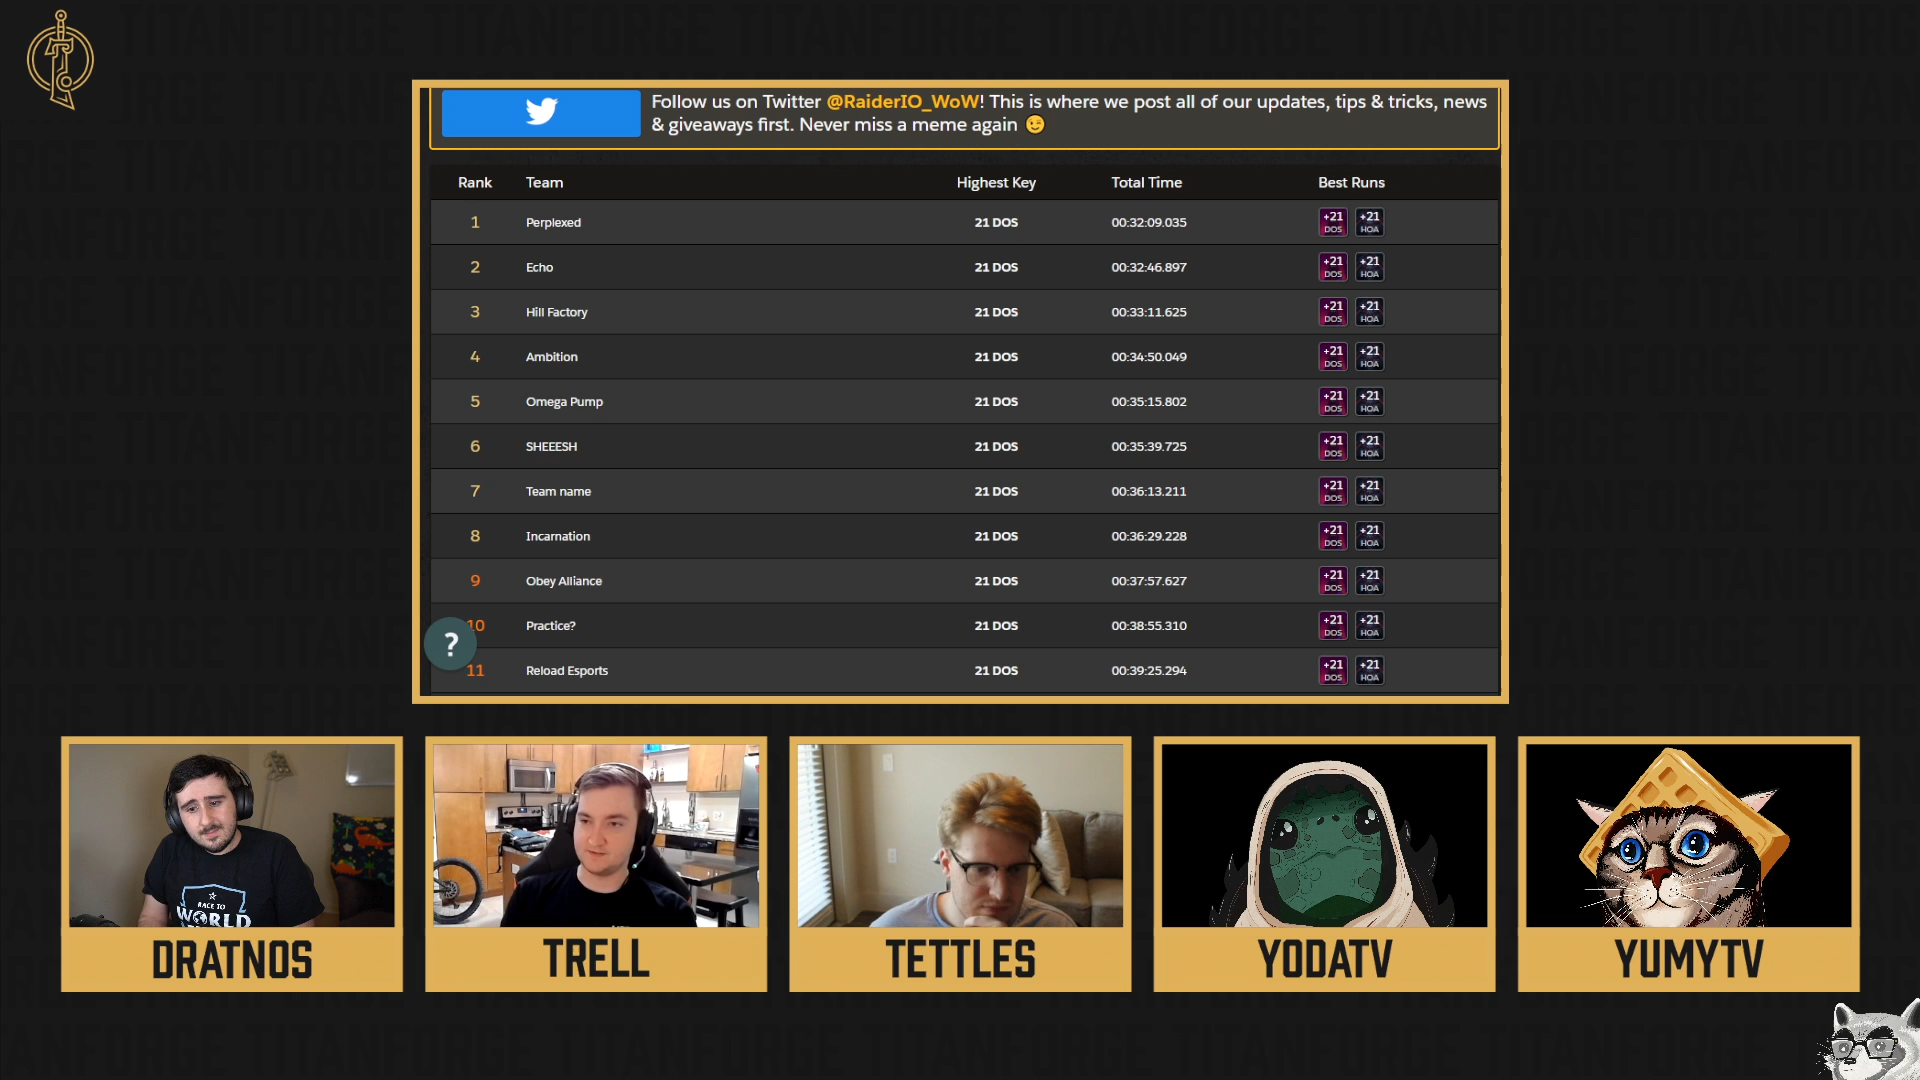 Follow us on Twitter @RaiderIO_WoW! This is where we post all of our updates, tips & tricks, news
& giveaways first. Never miss a meme again 😉
Rank Team Highest Key Total Time Best Runs
1 Perplexed 21 DOS 00:32:09.035 +21 DOS +21 HOA
2 Echo 21 DOS 00:32:46.897 +21 DOS +21 HOA
3 Hill Factory 21 DOS 00:33:11.625 +21 DOS +21 HOA
4 Ambition 21 DOS 00:34:50.049 +21 DOS +21 HOA
5 Omega Pump 21 DOS 00:35:15.802 +21 DOS +21 HOA
6 SHEEESH 21 DOS 00:35:39.725 +21 DOS +21 HOA
7 Team name 21 DOS 00:36:13.211 +21 DOS +21 HOA
8 Incarnation 21 DOS 00:36:29.228 +21 DOS +21 HOA
9 Obey Alliance 21 DOS 00:37:57.627 +21 DOS +21 HOA
10 Practice? 21 DOS 00:38:55.310 +21 DOS +21 HOA
?
11 Reload Esports 21 DOS 00:39:25.294 +21 DOS +21 HOA
RACE TO
WORLD
DRATNOS TRELL TETTLES YODATV YUMYTV